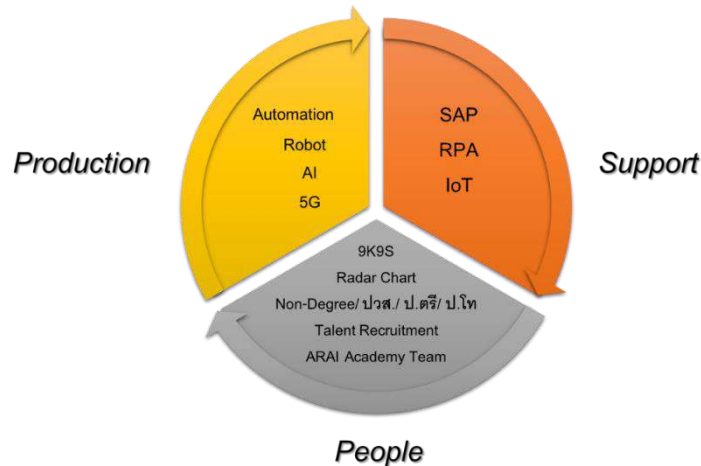 Production
Automation
Robot
AI
5G
SAP
RPA
IoT
Support
9K9S
Radar Chart
Non-Degree/ ปวส./ ป.ตรี/ ป.โท
Talent Recruitment
ARAI Academy Team
People